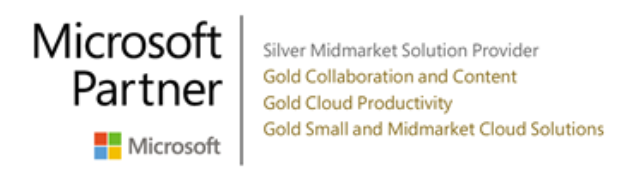 Microsoft
Partner
Microsoft
Silver Midmarket Solution Provider
Gold Collaboration and Content
Gold Cloud Productivity
Gold Small and Midmarket Cloud Solutions